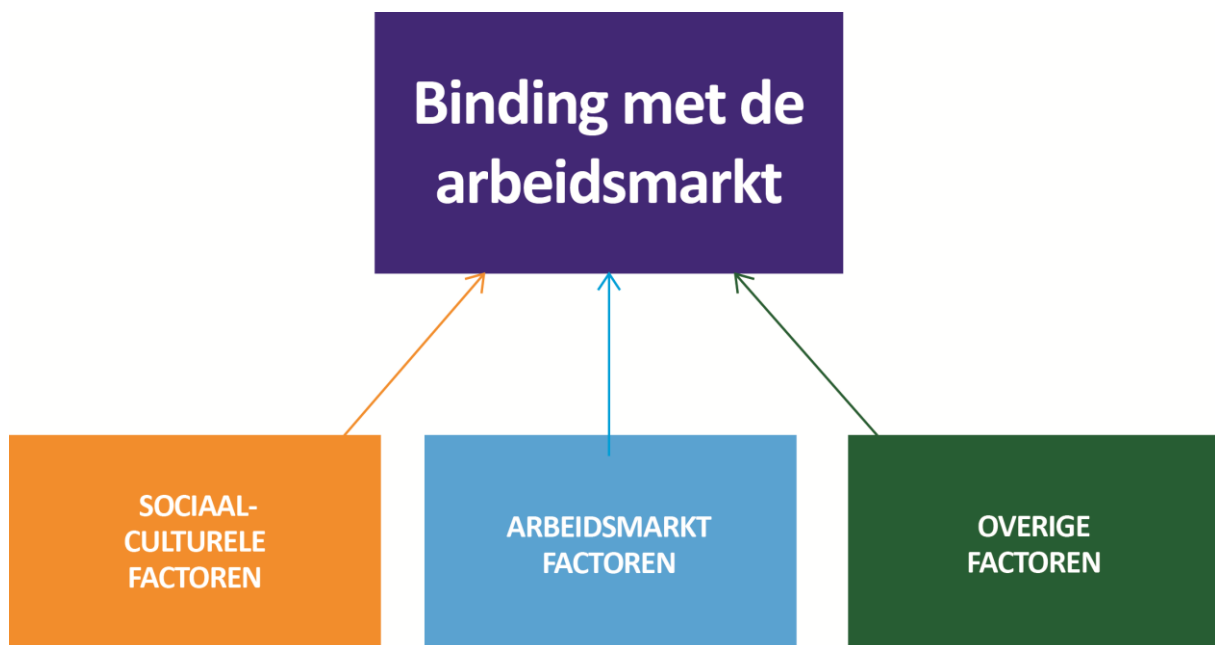 Binding met de
arbeidsmarkt
SOCIAAL-
CULTURELE
FACTOREN
ARBEIDSMARKT
FACTOREN
OVERIGE
FACTOREN